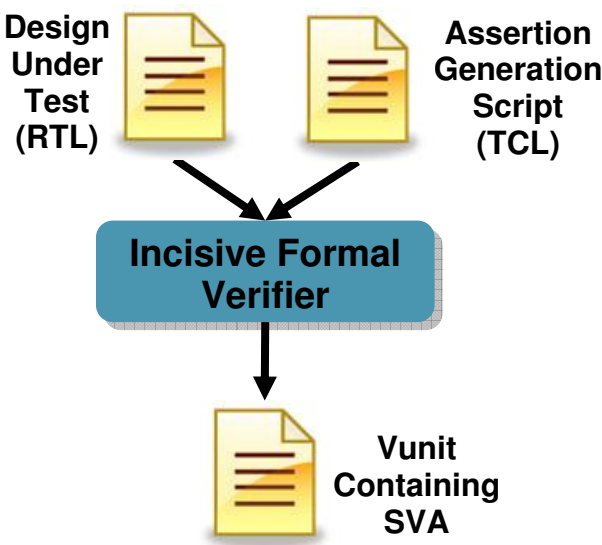 Design
Under
Test
(RTL)
Assertion
Generation
Script
(TCL)
Incisive Formal
Verifier
Vunit
Containing
SVA